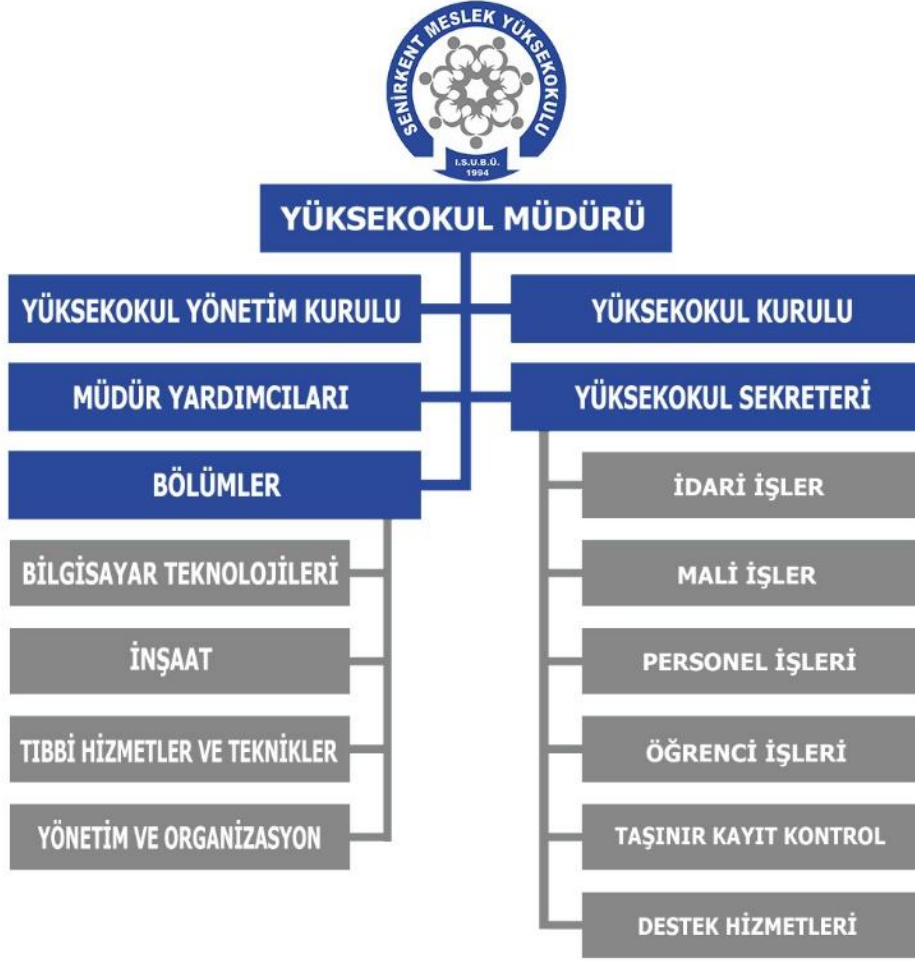 SENİRKENT MESLEK YÜKSEKOKULU
I.S.U.B.Ü.
1994
YÜKSEKOKUL MÜDÜRÜ
YÜKSEKOKUL YÖNETİM KURULU
YÜKSEKOKUL KURULU
MÜDÜR YARDIMCILARI
YÜKSEKOKUL SEKRETERİ
BÖLÜMLER
BİLGİSAYAR TEKNOLOJİLERİ
İNŞAAT
TIBBİ HİZMETLER VE TEKNİKLER
YÖNETİM VE ORGANİZASYON
İDARİ İŞLER
MALİ İŞLER
PERSONEL İŞLERİ
ÖĞRENCİ İŞLERİ
TAŞINIR KAYIT KONTROL
DESTEK HİZMETLERİ